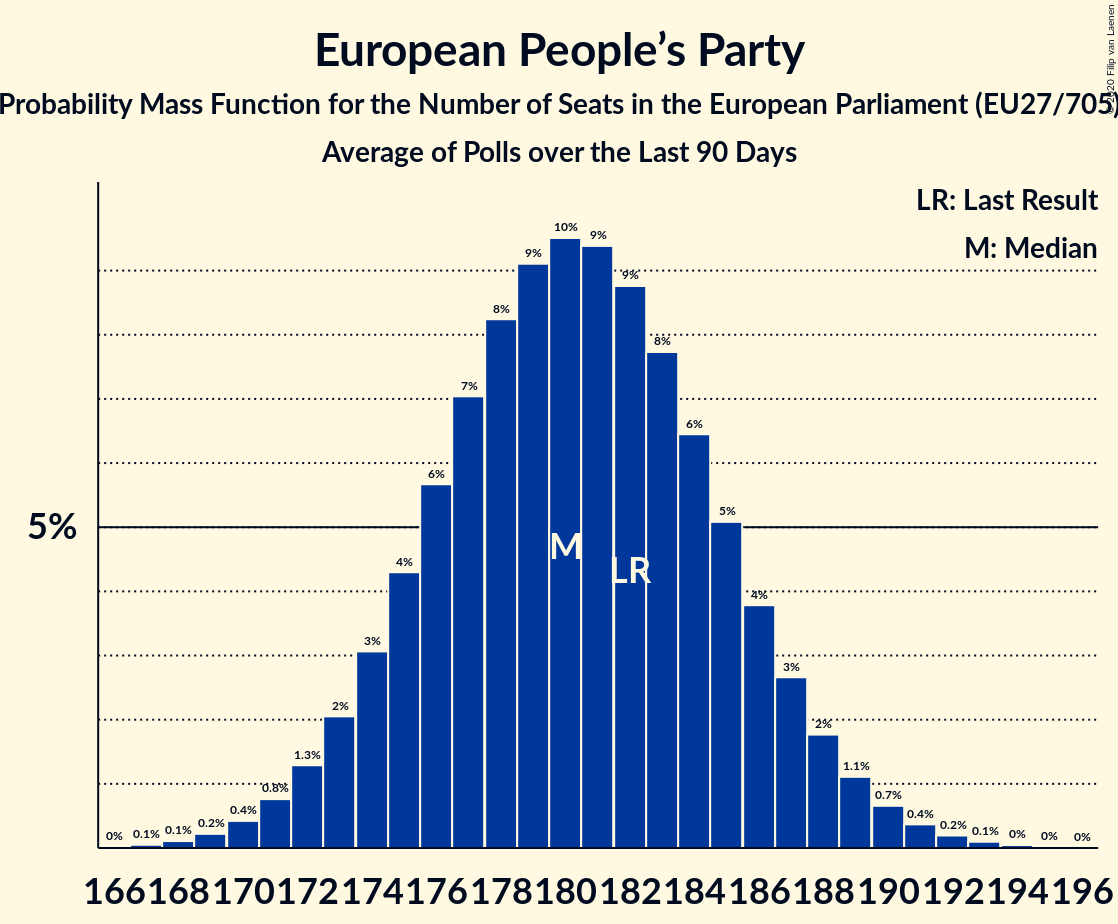 © 2020 Filip van Laenen
European People’s Party
Probability Mass Function for the Number of Seats in the European Parliament (EU27/705)
Average of Polls over the Last 90 Days
LR: Last Result
M: Median
5%
0% 0.1% 0.1% 0.2% 0.4% 0.8% 1.3% 2% 3% 4% 6% 7% 8% 9% 10% 9% 9% 8% 6% 5% 4% 3% 2% 1.1% 0.7% 0.4% 0.2% 0.1% 0% 0% 0%
M
LR
166 168 170 172 174 176 178 180 182 184 186 188 190 192 194 196